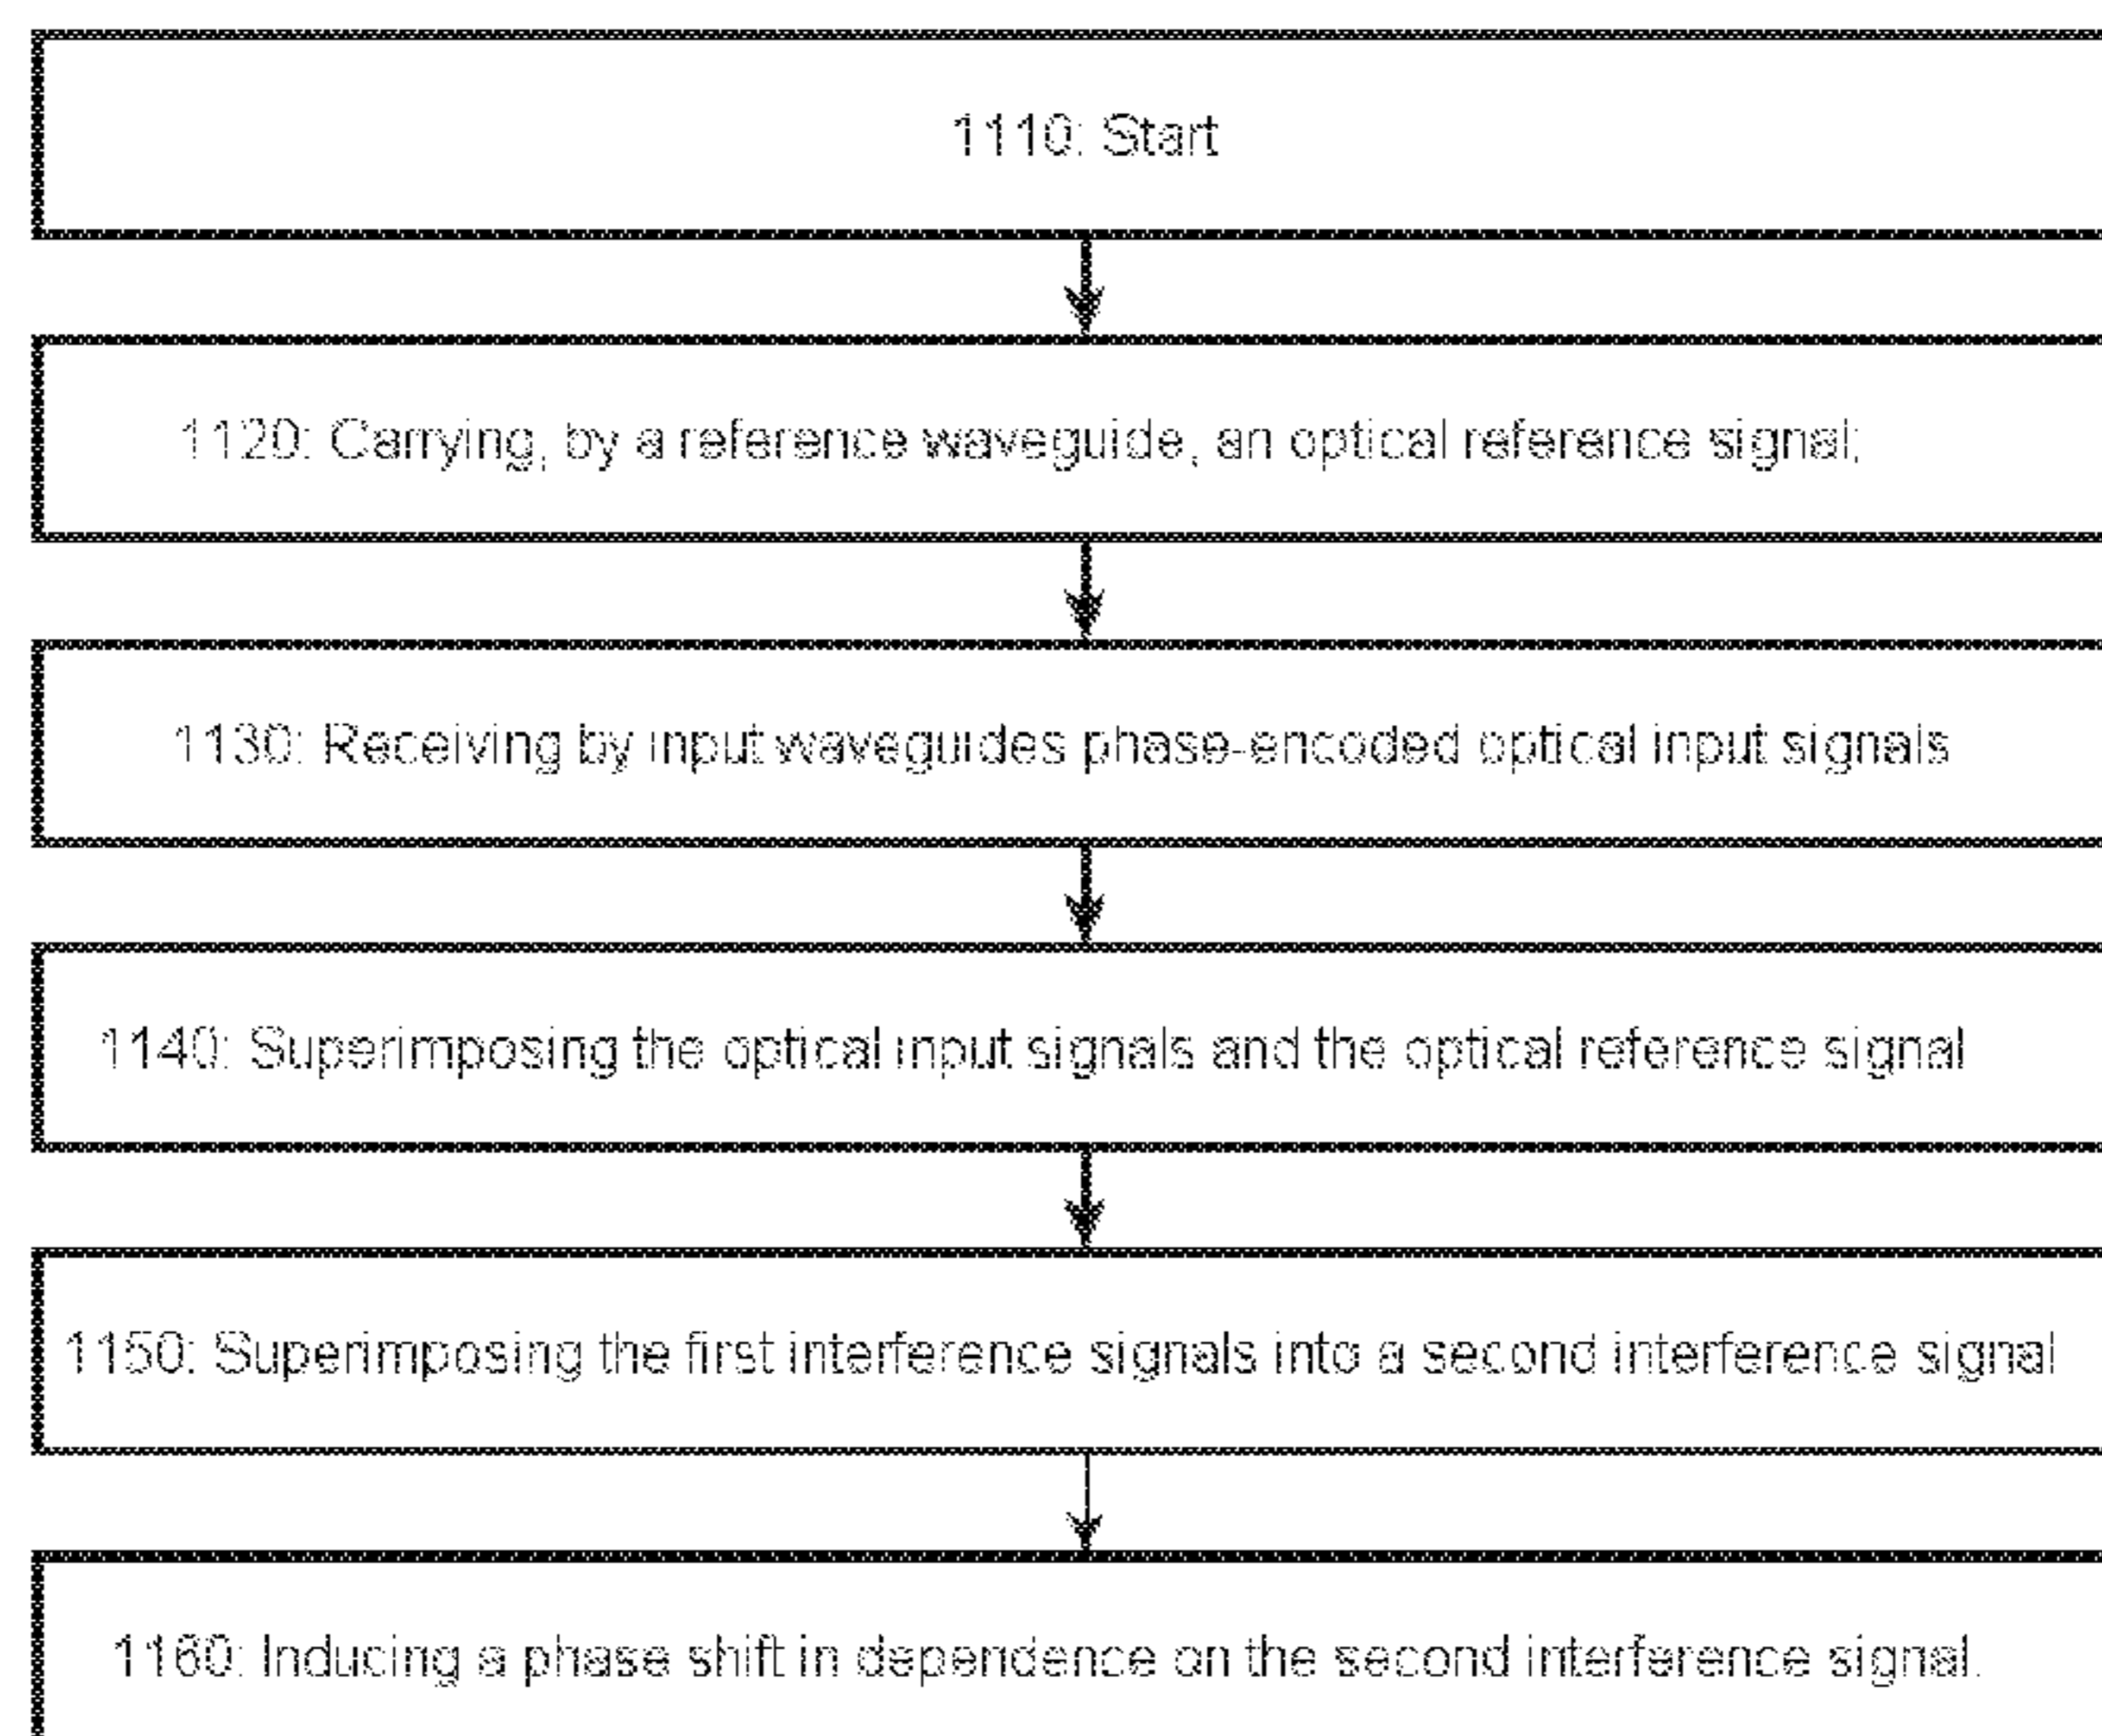 1110: Start
1120: Carrying, by a reference waveguide, an optical reference signal;
1130: Receiving by input waveguides phase-encoded optical input signals
1140: Superimposing the optical input signals and the optical reference signal
1150: Superimposing the first interference signals into a second interference signal
1160: Inducing a phase shift in dependence on the second interference signal.